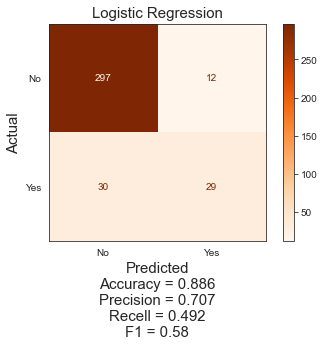 Logistic Regression
No
297
12
Actual
Yes
30
29
No
Yes
250
200
150
100
50
Predicted
Accuracy = 0.886
Precision = 0.707
Recell = 0.492
F1 = 0.58